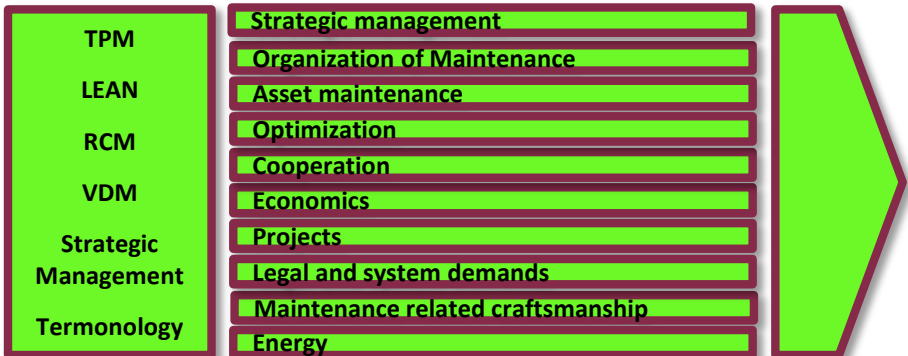 TPM
LEAN
RCM
VDM
Strategic
Management
Termonology
Strategic management
Organization of Maintenance
Asset maintenance
Optimization
Cooperation
Economics
Projects
Legal and system demands
Maintenance related craftsmanship
Energy